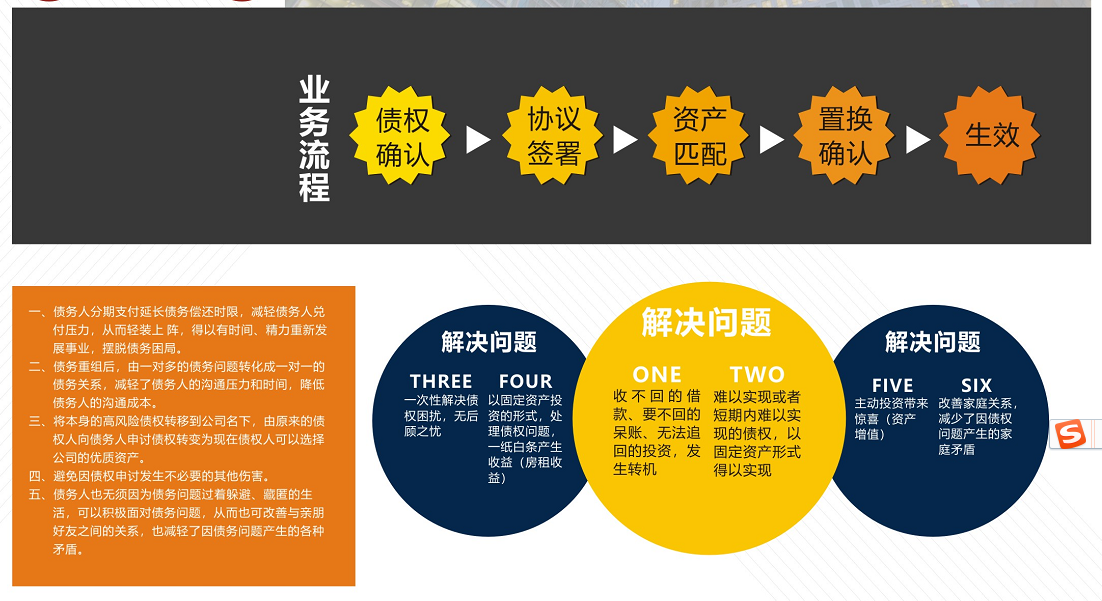 业务流程
债权
确认
协议
签署
资产
匹配
置换
确认
生效
一、债务人分期支付延长债务偿还时限，减轻债务人兑
付压力，从而轻装上 阵，得以有时间、精力重新发
展事业，摆脱债务困局。
二、债务重组后，由一对多的债务问题转化成一对一的
债务关系，减轻了债务人的沟通压力和时间，降低
债务人的沟通成本。
三、将本身的高风险债权转移到公司名下，由原来的债
权人向债务人申讨债权转变为现在债权人可以选择
公司的优质资产。
四、避免因债权申讨发生不必要的其他伤害。
五、债务人也无须因为债务问题过着躲避、藏匿的生
活，可以积极面对债务问题，从而也可改善与亲朋
好友之间的关系，也减轻了因债务问题产生的各种
矛盾。
解决问题
THREE
一次性解决债
权困扰，无后
顾之忧
FOUR
以固定资产投
资的形式，处
理债权问题，
一纸白条产生
收益（房租收
益）
解决问题
ONE
收不回的借
款、要不回的
呆账、无法追
回的投资，发
生转机
TWO
难以实现或者
短期内难以实
现的债权，以
固定资产形式
得以实现
解决问题
FIVE
主动投资带来
惊喜（资产
增值）
SIX
改善家庭关系，
减少了因债权
问题产生的家
庭矛盾